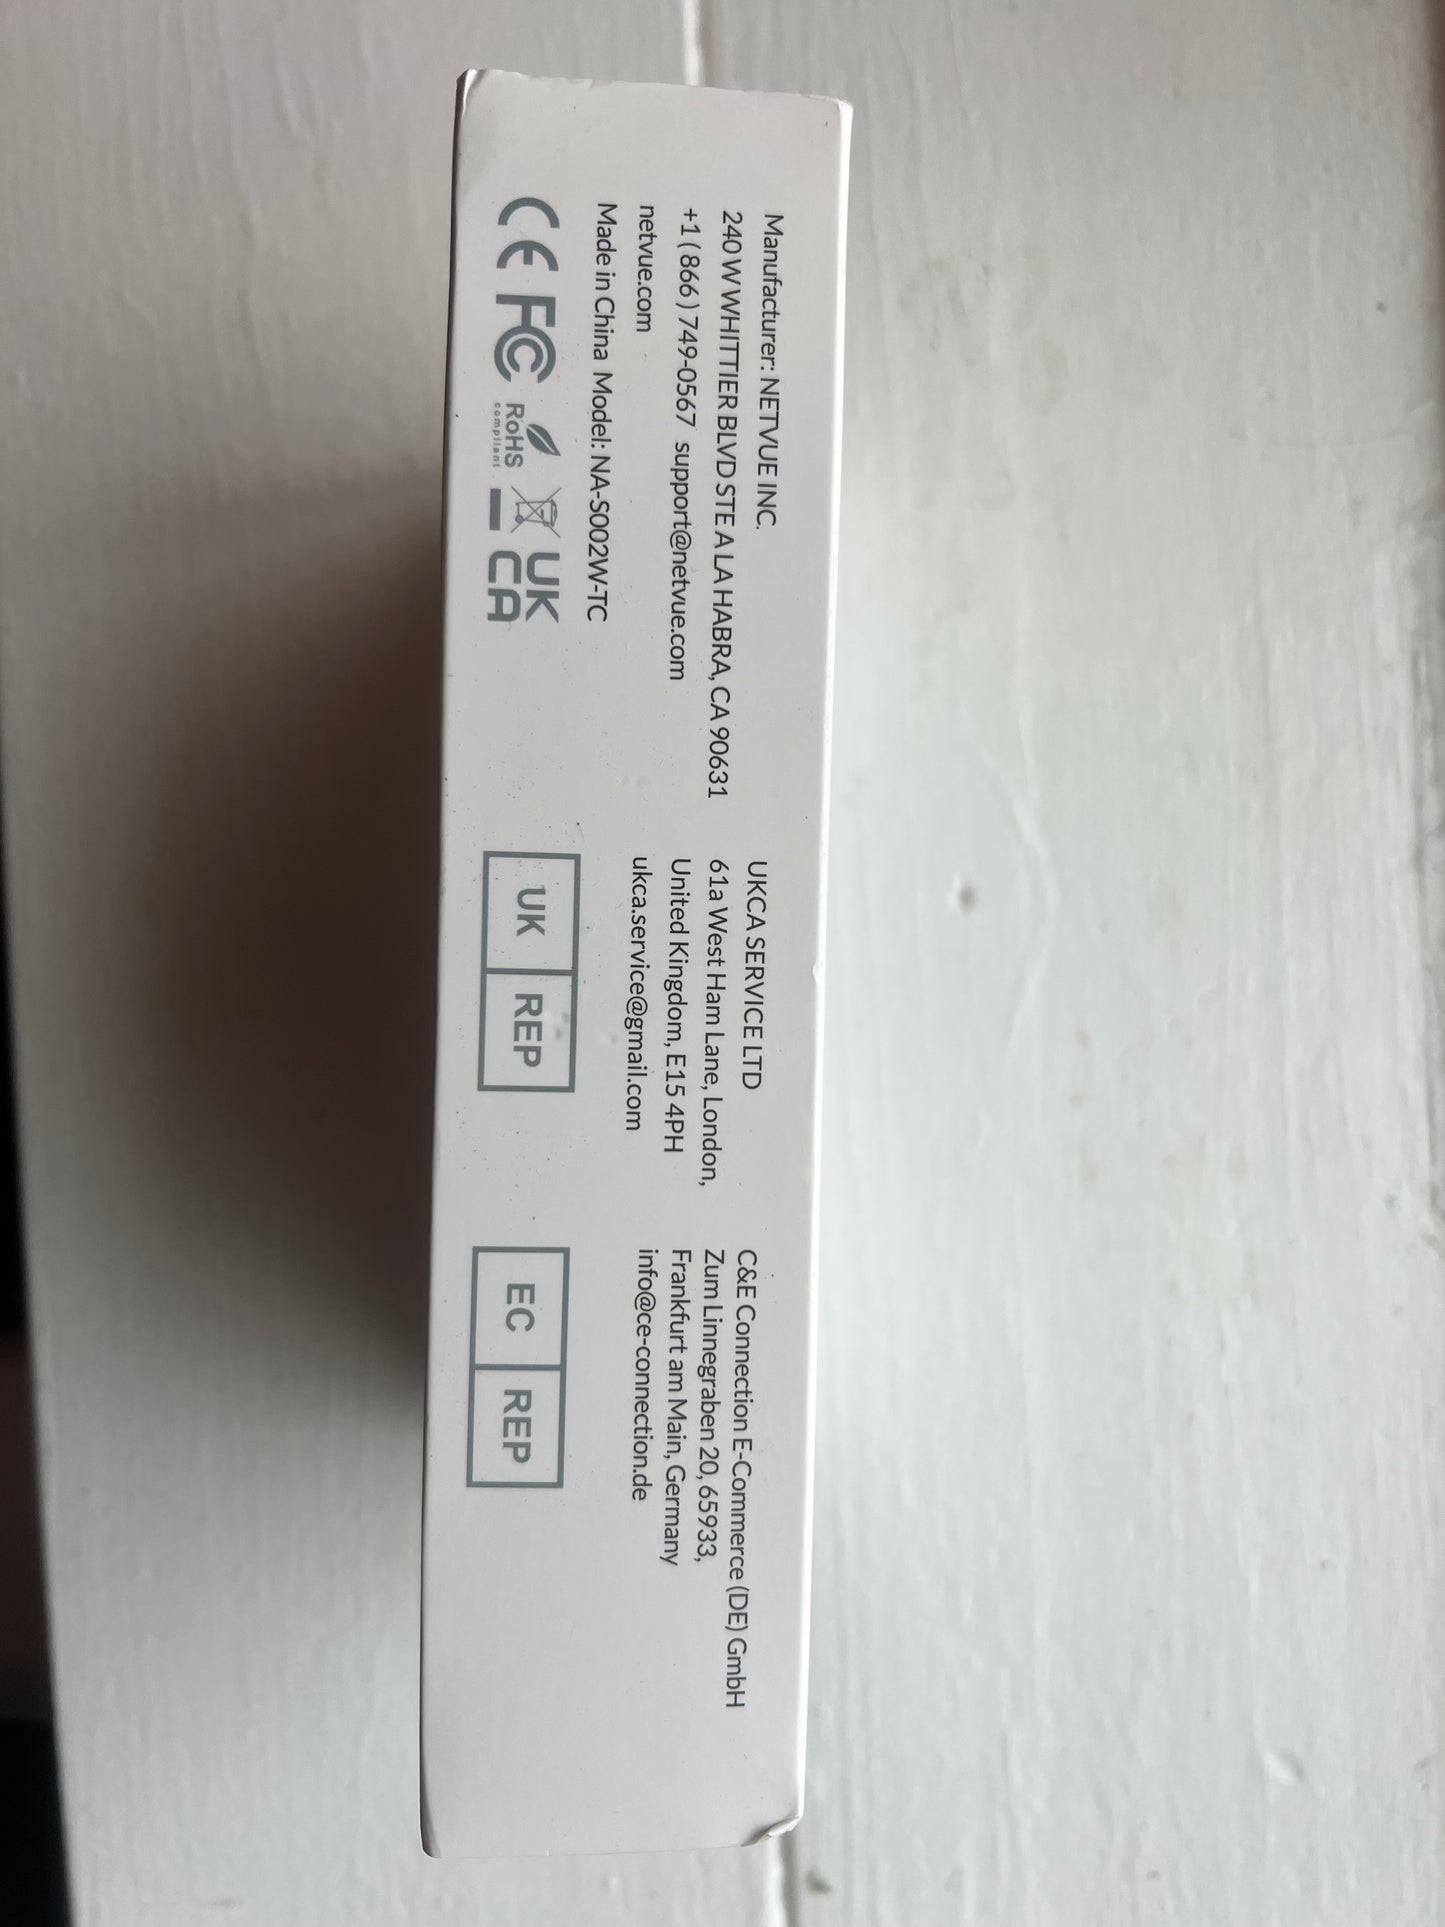 Manufacturer: NETVUE INC.
240 W WHITTIER BLVD STE A LA HABRA, CA 90631
+1 ( 866 ) 749-0567 support@netvue.com
netvue.com
Made in China Model: NA-S002W-TC
CE FC RoHS compliant UK CA
UKCA SERVICE LTD
61a West Ham Lane, London,
United Kingdom, E15 4PH
ukca.service@gmail.com
UK REP
C&E Connection E-Commerce (DE) GmbH
Zum Linnegraben 20, 65933,
Frankfurt am Main, Germany
info@ce-connection.de
EC REP